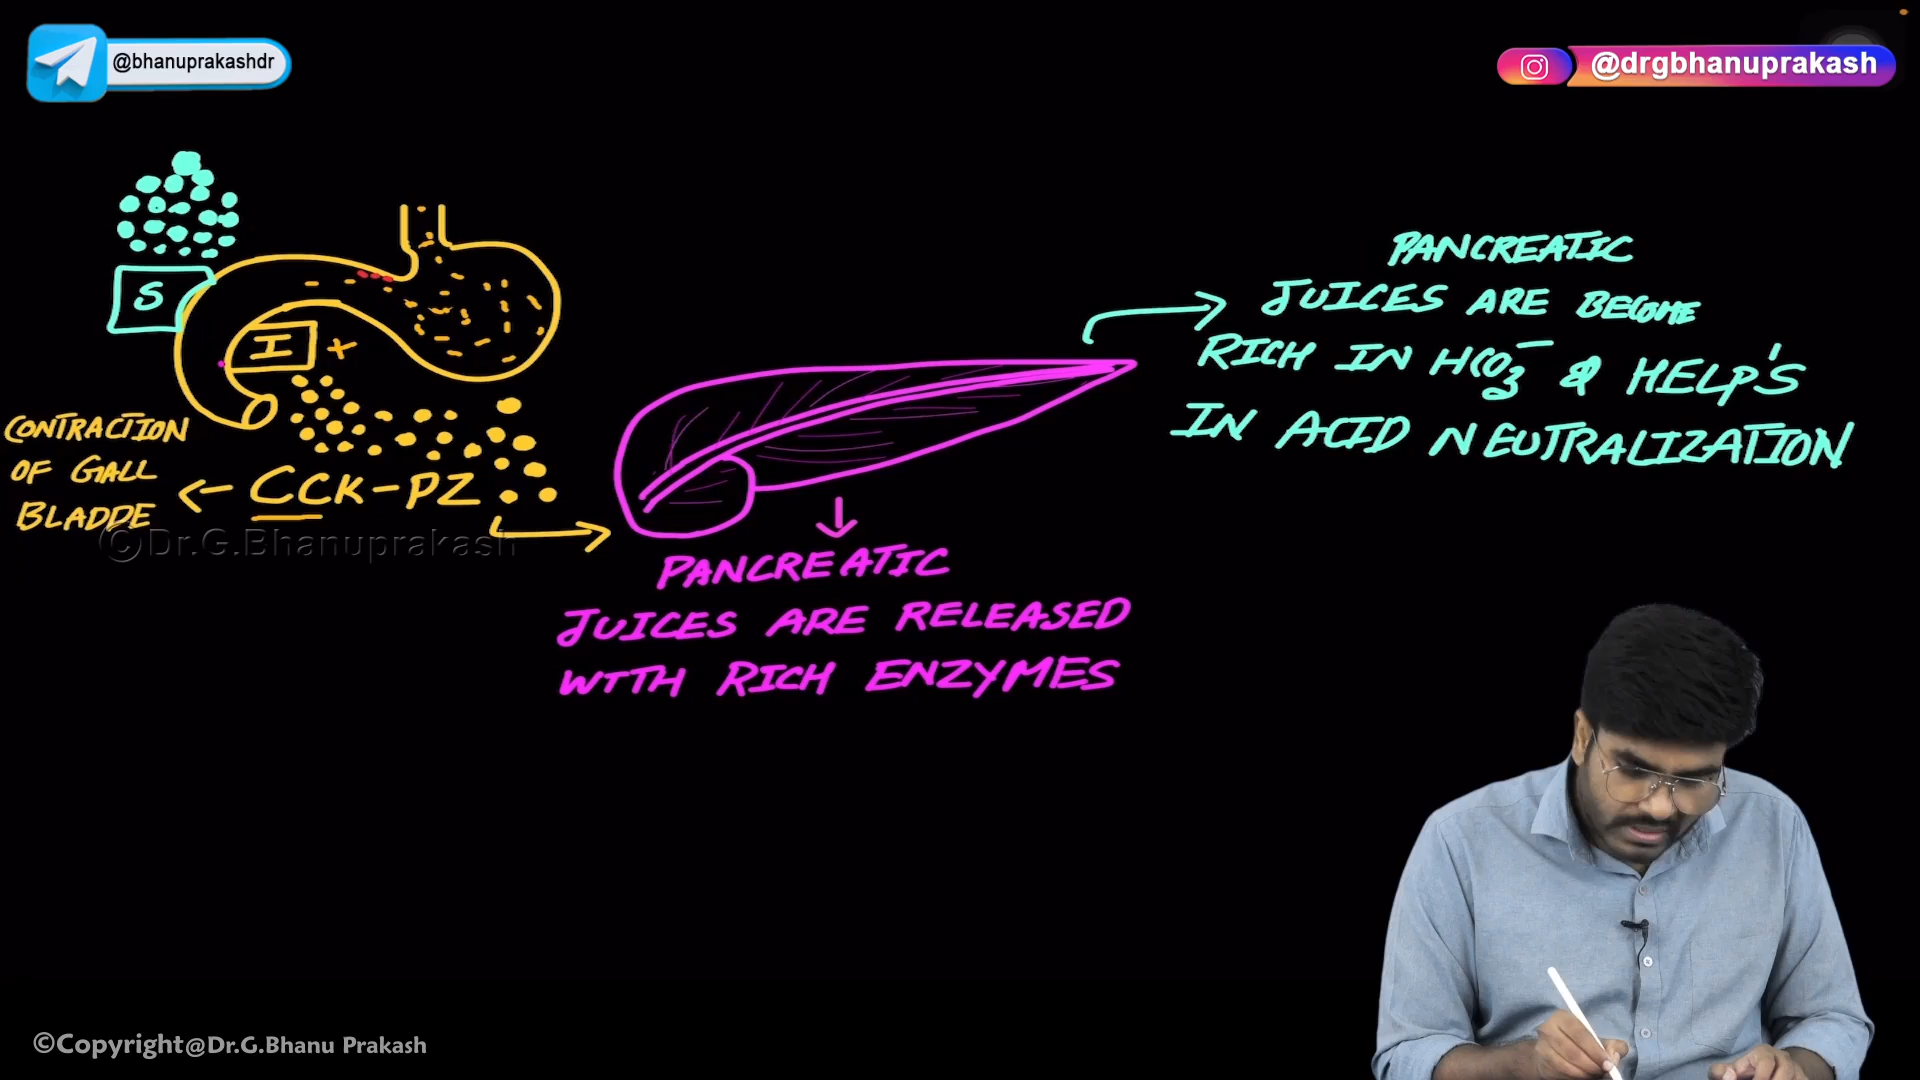 @bhanuprakashdr
@drgbhanuprakash
S
I +
CONTRACTION
OF GALL
BLADDE
CCK-PZ
©Dr.G.Bhanuprakash
PANCREATIC
JUICES ARE RELEASED
WITH RICH ENZYMES
PANCREATIC
JUICES ARE BECOME
RICH IN HCO3− & HELP'S
IN ACID NEUTRALIZATION
©Copyright@Dr.G.Bhanu Prakash